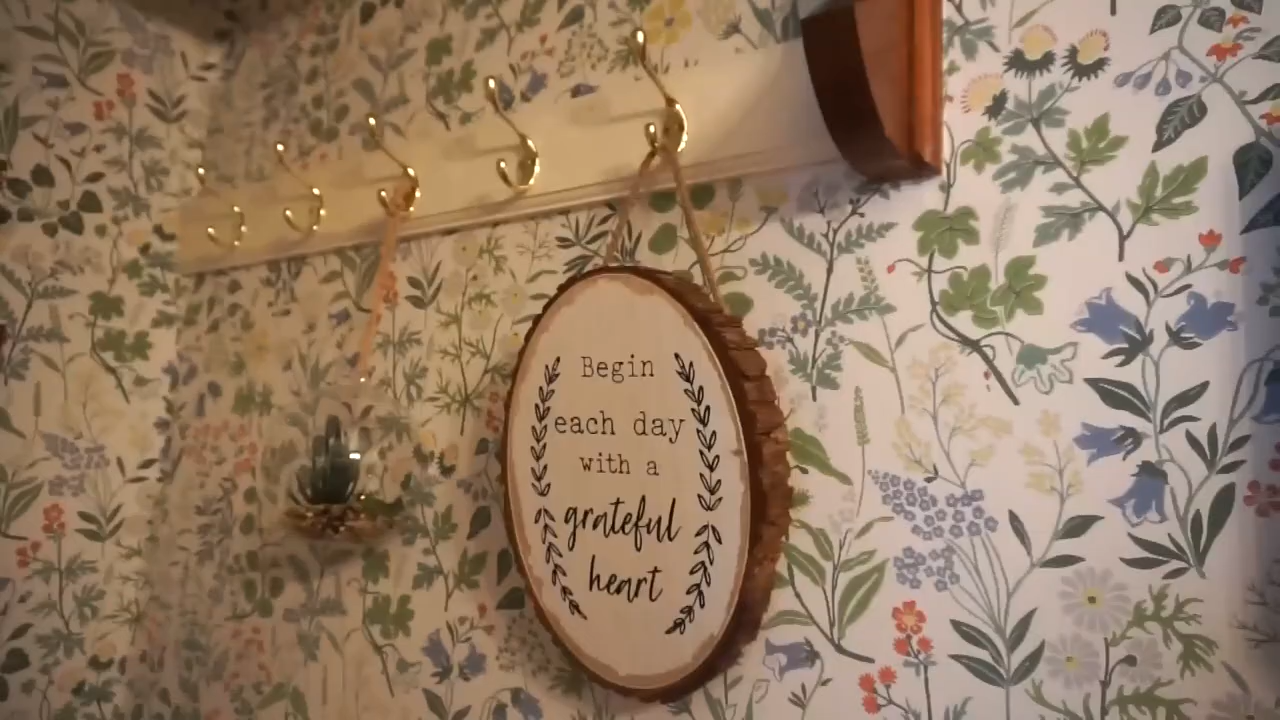 Begin
each day
with a
grateful
heart